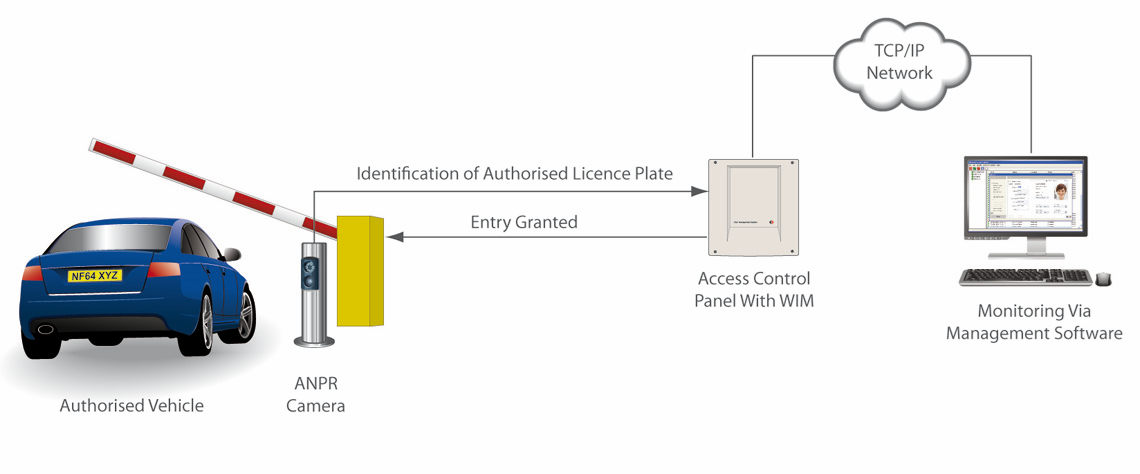 TCP/IP
Network
Identification of Authorised Licence Plate
Entry Granted
NF64 XYZ
Access Control
Panel With WIM
Monitoring Via
Management Software
ANPR
Camera
Authorised Vehicle